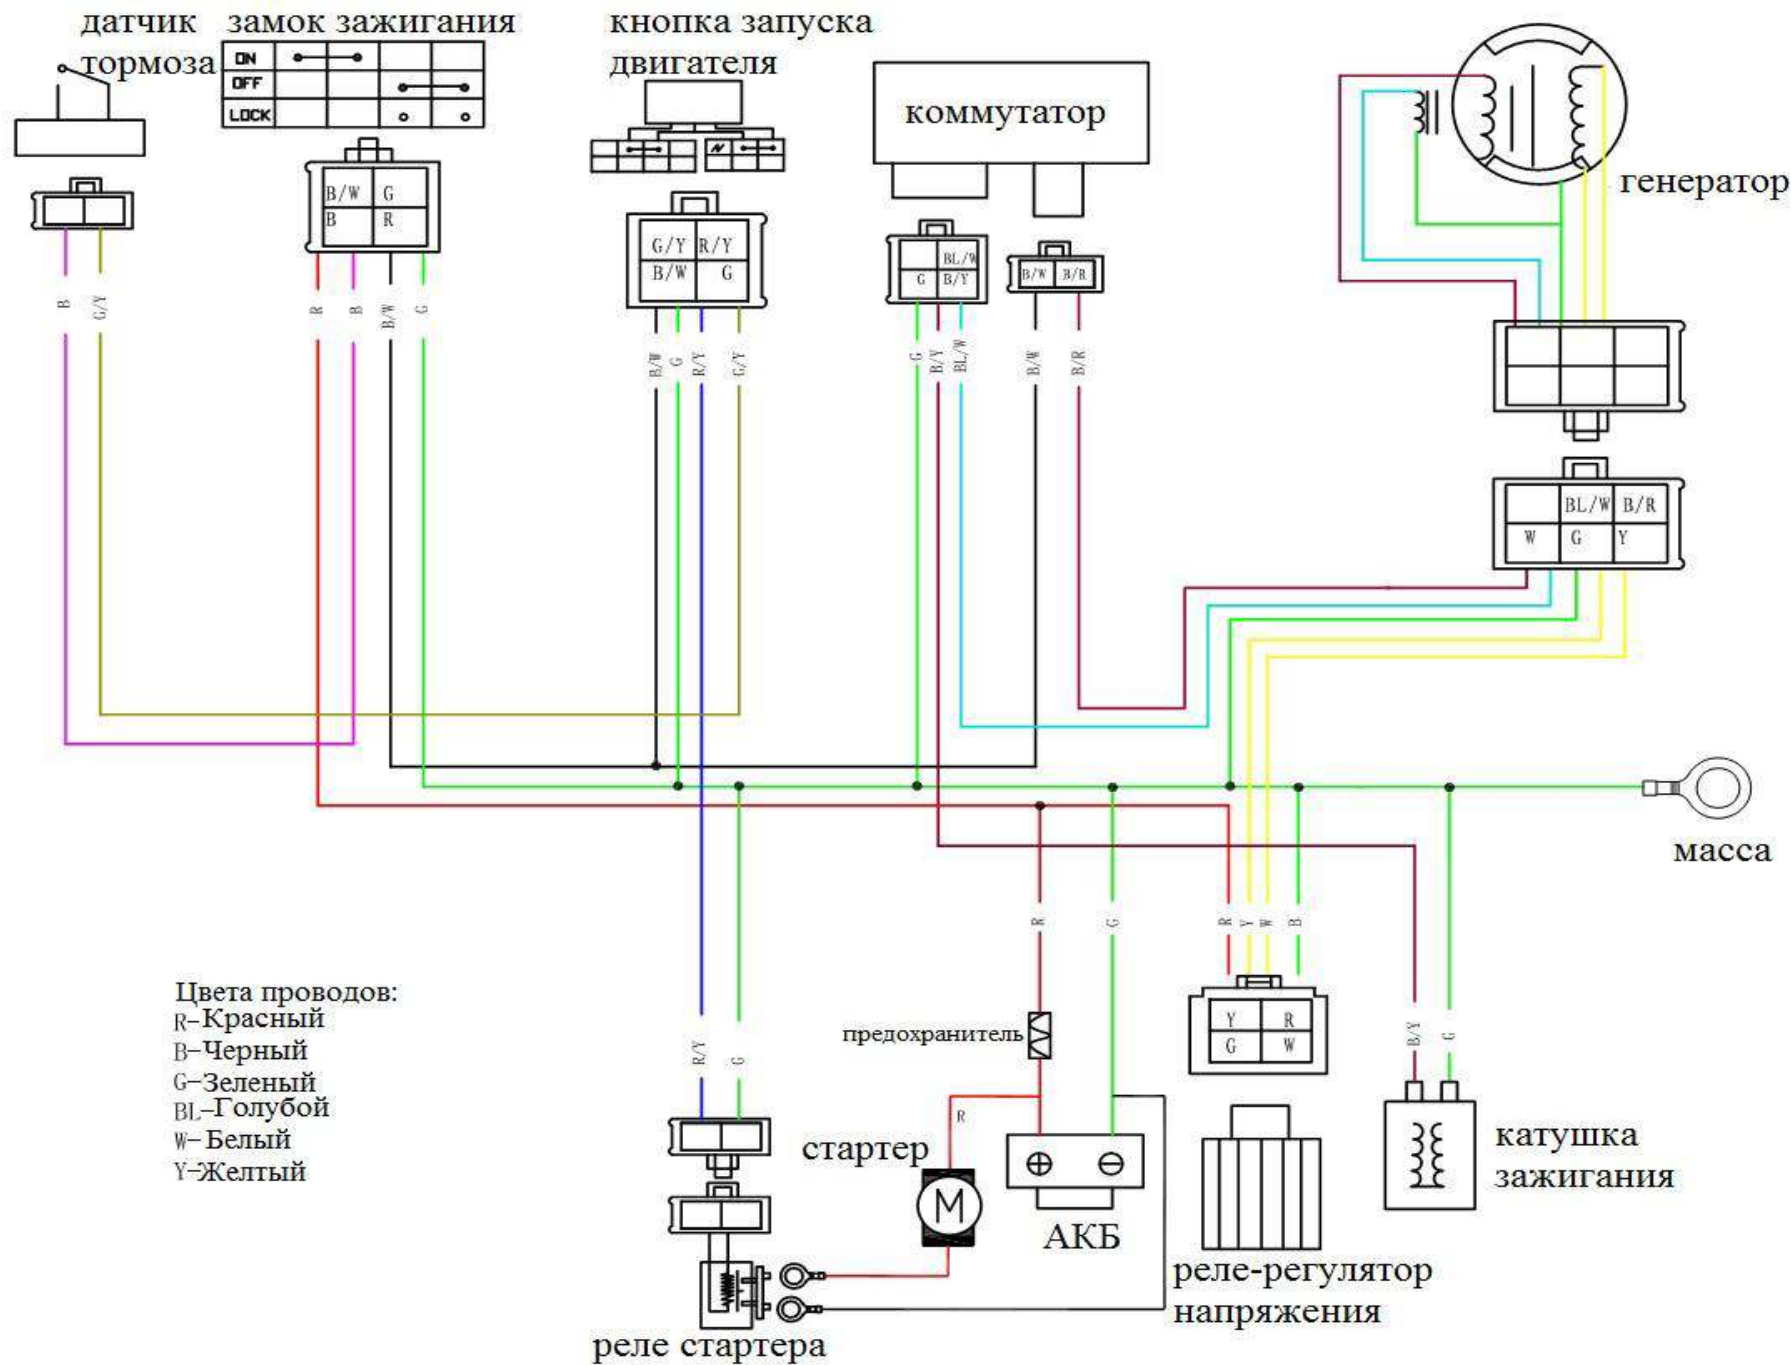 датчик замок зажигания
кнопка запуска
тормоза
двигателя
ON
OFF
LOCK
коммутатор
генератор
B/W G
B R
G/Y R/Y
B/W G
BL/W
G B/Y
B/W B/R
B
G/Y
R
B
B/W
G
B/W
G
R/Y
G/Y
G
B/Y
BL/W
B/W
B/R
BL/W B/R
W G Y
масса
R
G
R
Y
W
B
Цвета проводов:
R-Красный
B-Черный
G-Зеленый
BL-Голубой
W-Белый
Y-Желтый
R/Y
G
предохранитель
Y R
G W
B/Y
G
R
стартер
M
АКБ
катушка
зажигания
реле-регулятор
напряжения
реле стартера